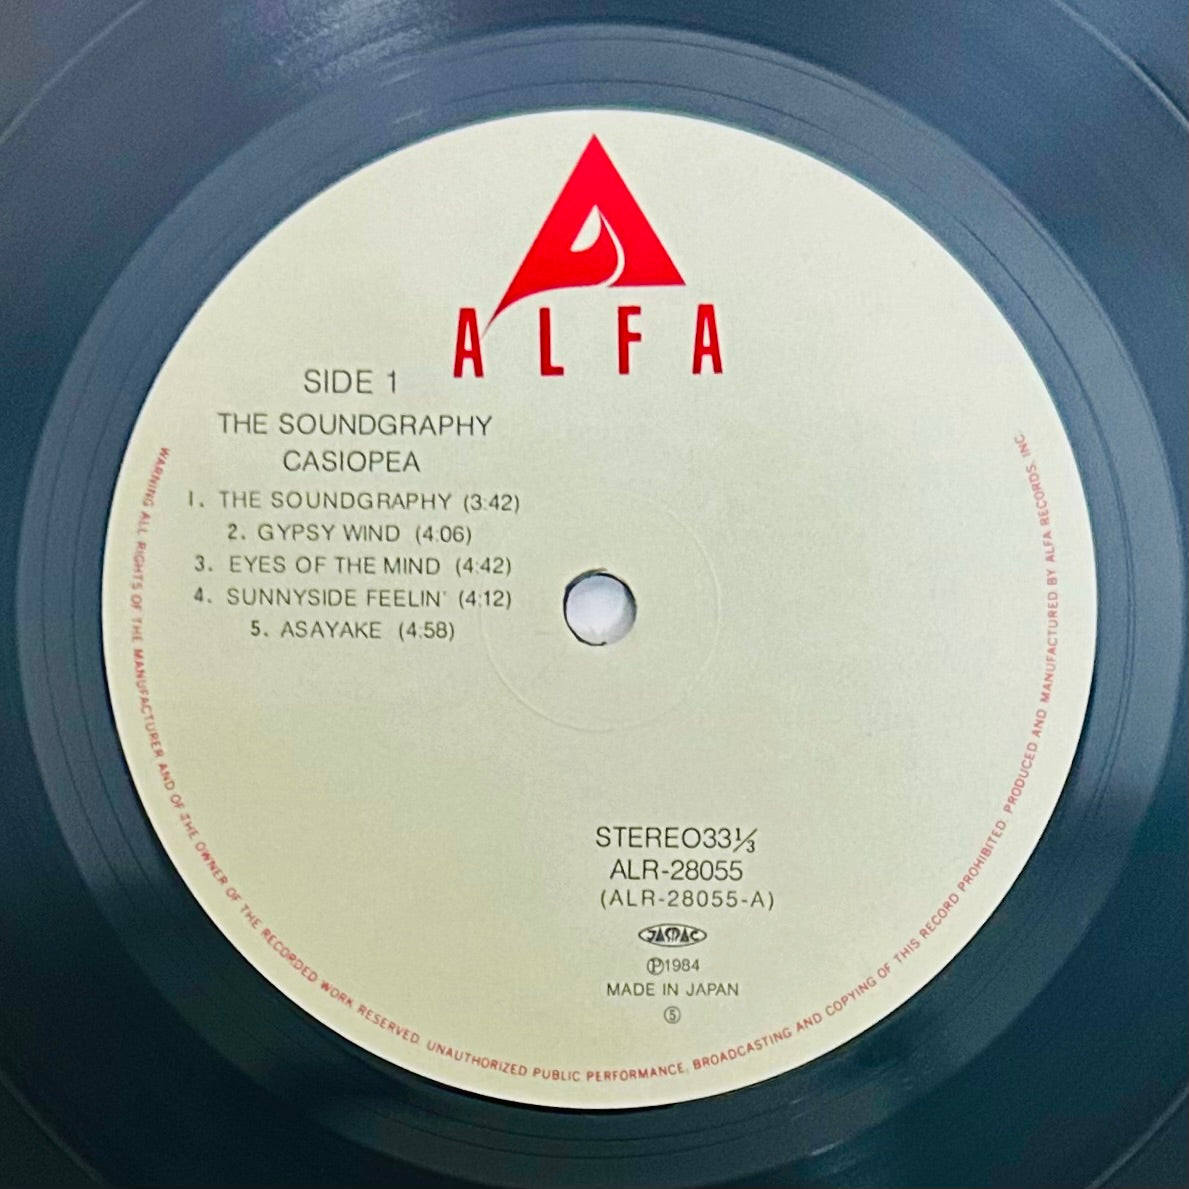 ALFA
SIDE 1
THE SOUNDGRAPHY
CASIOPEA
1. THE SOUNDGRAPHY (3:42)
2. GYPSY WIND (4:06)
3. EYES OF THE MIND (4:42)
4. SUNNYSIDE FEELIN' (4:12)
5. ASAYAKE (4:58)
STEREO33⅓
ALR-28055
(ALR-28055-A)
JASRAC
Ⓟ1984
MADE IN JAPAN
⑤
WARNING ALL RIGHTS OF THE MANUFACTURER AND OF THE OWNER OF THE RECORDED WORK RESERVED. UNAUTHORIZED PUBLIC PERFORMANCE, BROADCASTING AND COPYING OF THIS RECORD PROHIBITED. PRODUCED AND MANUFACTURED BY ALFA RECORDS, INC.